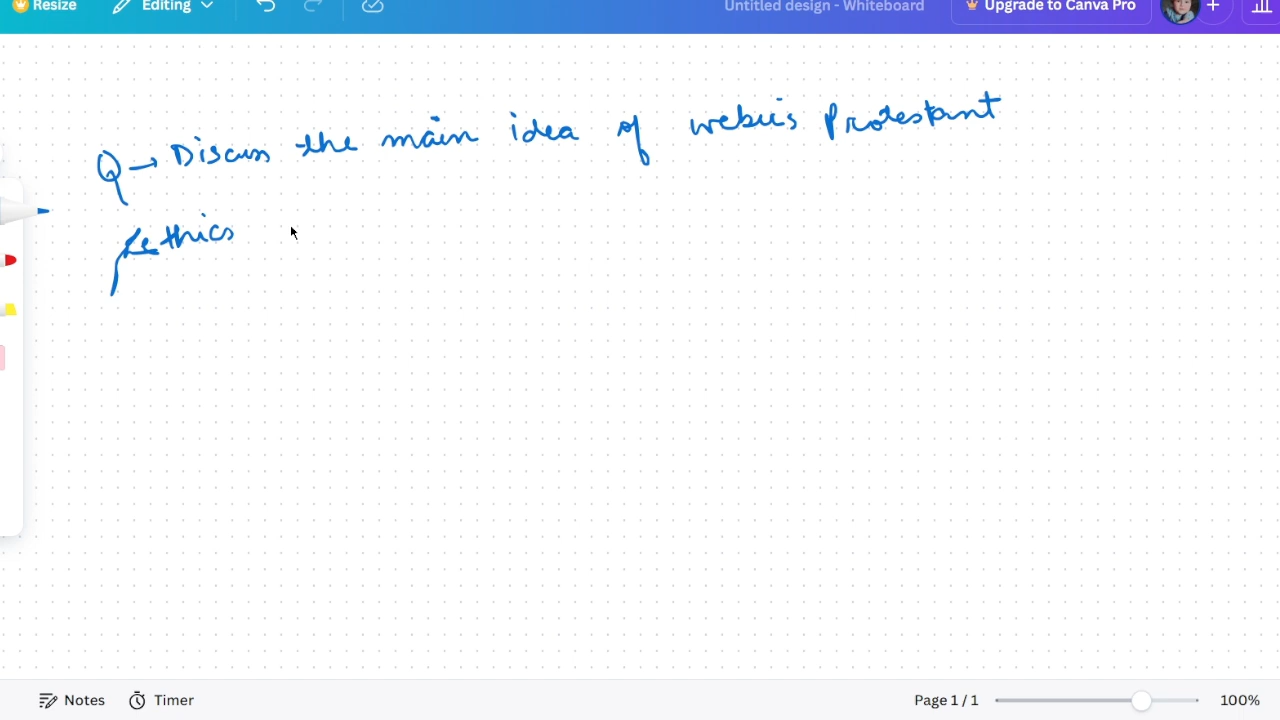 Resize Editing Untitled design - Whiteboard Upgrade to Canva Pro
Q → Discuss the main idea of weber's Protestant
ethics
Notes Timer Page 1 / 1 100%